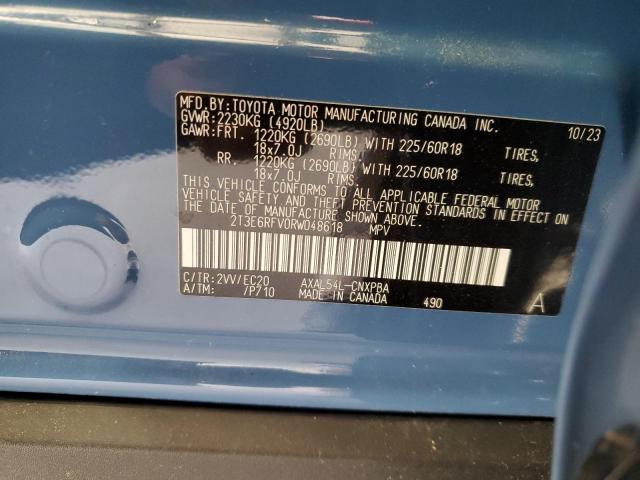 MFD.BY:TOYOTA MOTOR MANUFACTURING CANADA INC. 10/23
GVWR:2230KG (4920LB)
GAWR:FRT. 1220KG (2690LB) WITH 225/60R18 TIRES,
18x7.0J RIMS,
RR. 1220KG (2690LB) WITH 225/60R18 TIRES,
18x7.0J RIMS,
THIS VEHICLE CONFORMS TO ALL APPLICABLE FEDERAL MOTOR
VEHICLE SAFETY AND THEFT PREVENTION STANDARDS IN EFFECT ON
THE DATE OF MANUFACTURE SHOWN ABOVE.
2T3E6RFV0RW048618 MPV
C/TR:2VV/EC20 AXAL54L-CNXPBA
A/TM: /P710 MADE IN CANADA 490 A